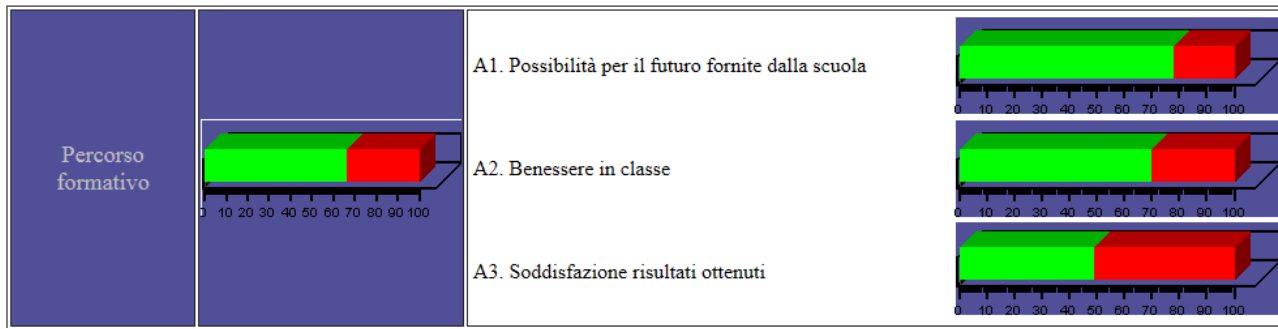 Percorso
formativo
0 10 20 30 40 50 60 70 80 90 100
A1. Possibilità per il futuro fornite dalla scuola
0 10 20 30 40 50 60 70 80 90 100
A2. Benessere in classe
0 10 20 30 40 50 60 70 80 90 100
A3. Soddisfazione risultati ottenuti
0 10 20 30 40 50 60 70 80 90 100